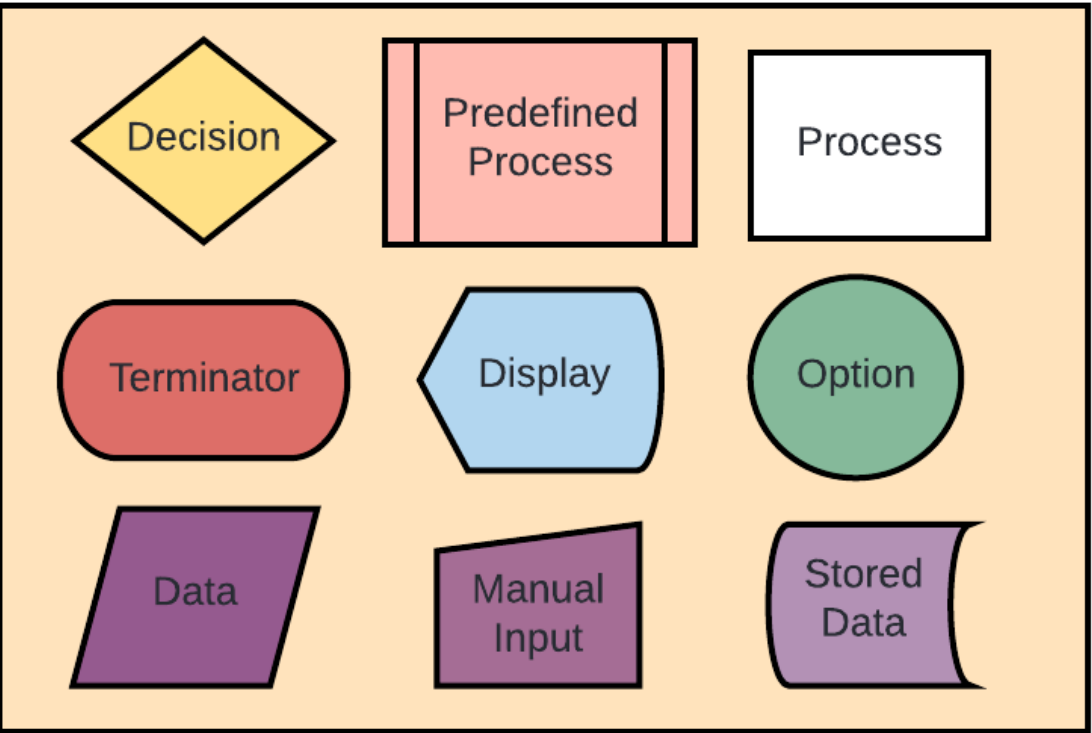 Decision
Predefined
Process
Process
Terminator
Display
Option
Data
Manual
Input
Stored
Data